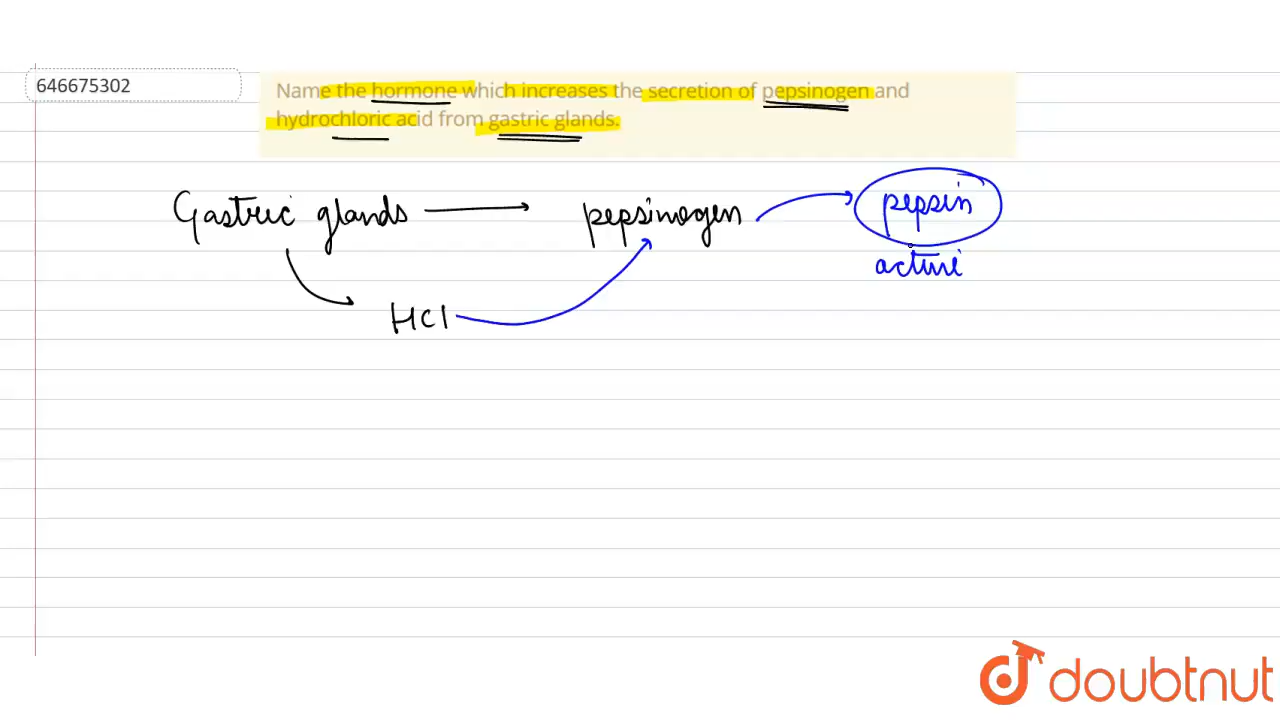 646675302
Name the hormone which increases the secretion of pepsinogen and
hydrochloric acid from gastric glands.
Gastric glands pepsinogen pepsin
active
HCl
doubtnut